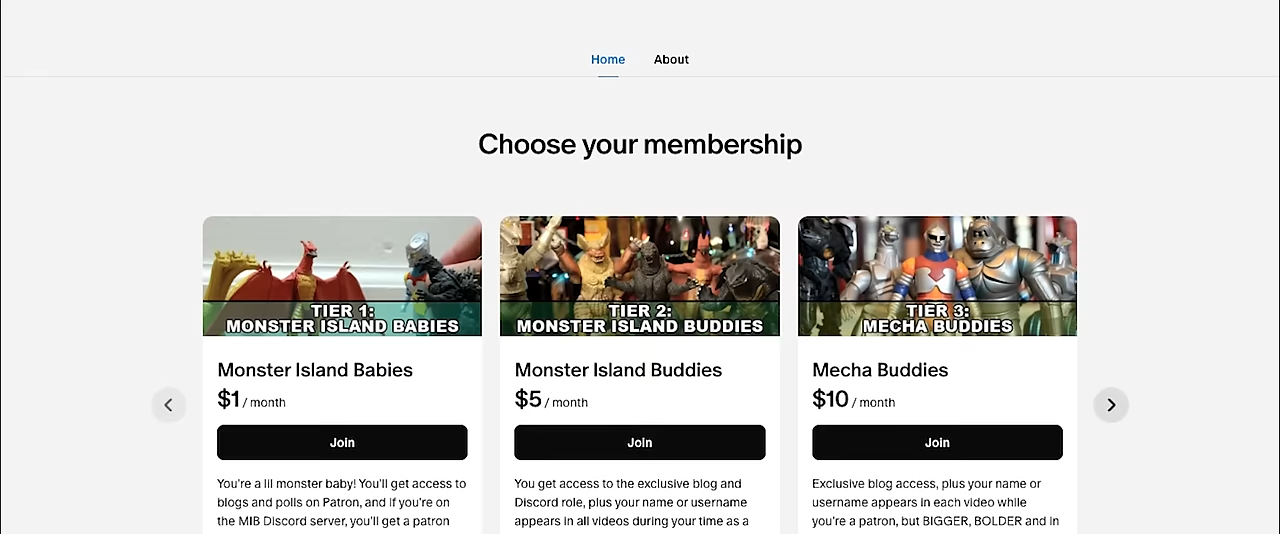 Home About
Choose your membership
TIER 1:
MONSTER ISLAND BABIES
Monster Island Babies
$1 / month
Join
You're a lil monster baby! You'll get access to
blogs and polls on Patron, and if you're on
the MIB Discord server, you'll get a patron
TIER 2:
MONSTER ISLAND BUDDIES
Monster Island Buddies
$5 / month
Join
You get access to the exclusive blog and
Discord role, plus your name or username
appears in all videos during your time as a
TIER 3:
MECHA BUDDIES
Mecha Buddies
$10 / month
Join
Exclusive blog access, plus your name or
username appears in each video while
you're a patron, but BIGGER, BOLDER and in